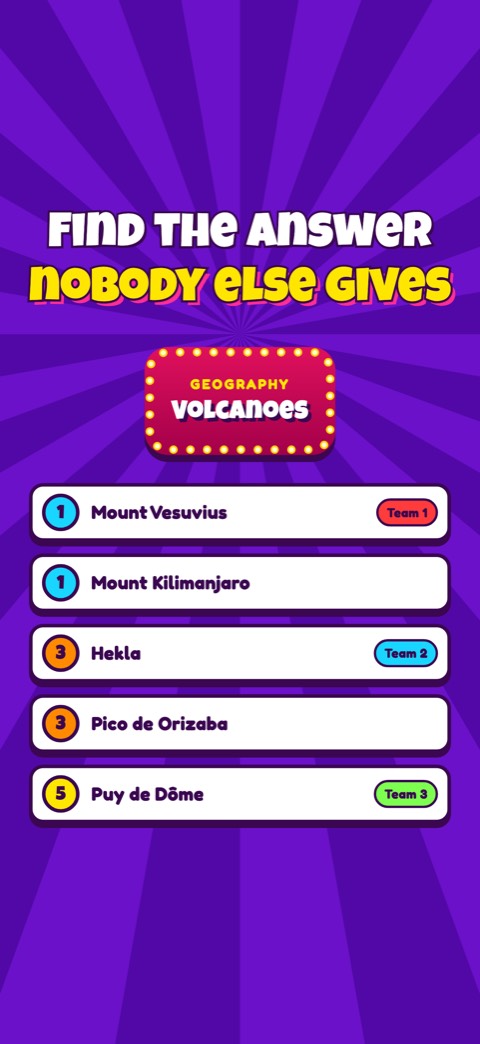 Find the answer
nobody else gives
GEOGRAPHY
Volcanoes
1 Mount Vesuvius Team 1
1 Mount Kilimanjaro
3 Hekla Team 2
3 Pico de Orizaba
5 Puy de Dôme Team 3